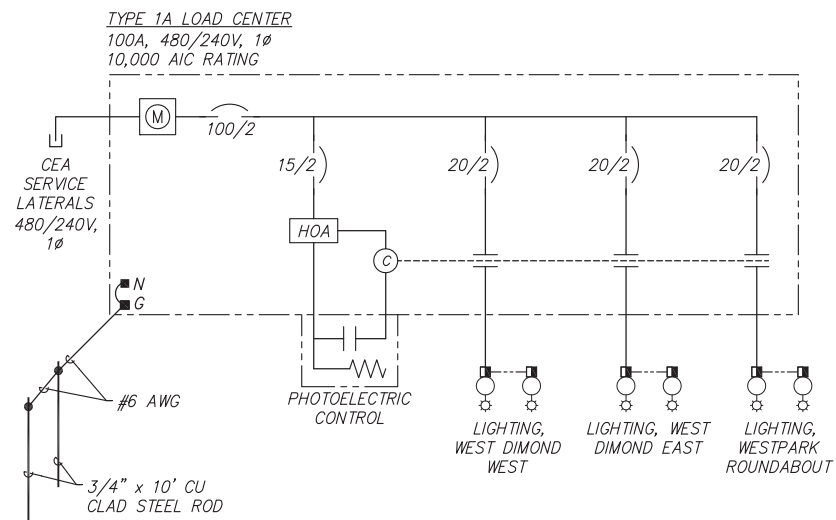 TYPE 1A LOAD CENTER
100A, 480/240V, 1ø
10,000 AIC RATING
M
100/2
CEA
SERVICE
LATERALS
480/240V,
1ø
15/2
20/2
20/2
20/2
HOA
C
N
G
#6 AWG
3/4" x 10' CU
CLAD STEEL ROD
PHOTOELECTRIC
CONTROL
LIGHTING,
WEST DIMOND
WEST
LIGHTING, WEST
DIMOND EAST
LIGHTING,
WESTPARK
ROUNDABOUT